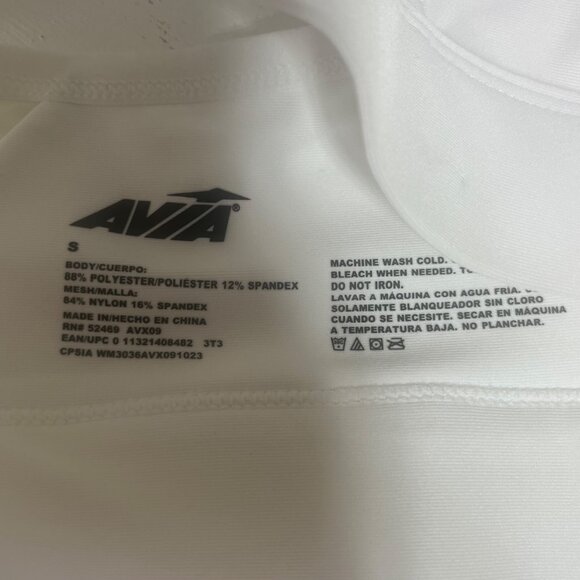 AVIA®
S
BODY/CUERPO:
88% POLYESTER/POLIÉSTER 12% SPANDEX
MESH/MALLA:
84% NYLON 16% SPANDEX
MADE IN/HECHO EN CHINA
RN# 52469 AVX09
EAN/UPC 0 11321408482 3T3
CPSIA WM3036AVX091023
MACHINE WASH COLD.
BLEACH WHEN NEEDED.
DO NOT IRON.
LAVAR A MÁQUINA CON AGUA FRÍA.
SOLAMENTE BLANQUEADOR SIN CLORO
CUANDO SE NECESITE. SECAR EN MÁQUINA
A TEMPERATURA BAJA. NO PLANCHAR.